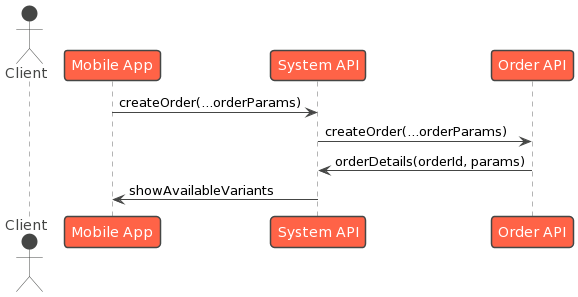 Client
Mobile App
System API
Order API
createOrder(...orderParams)
createOrder(...orderParams)
orderDetails(orderId, params)
showAvailableVariants
Client
Mobile App
System API
Order API